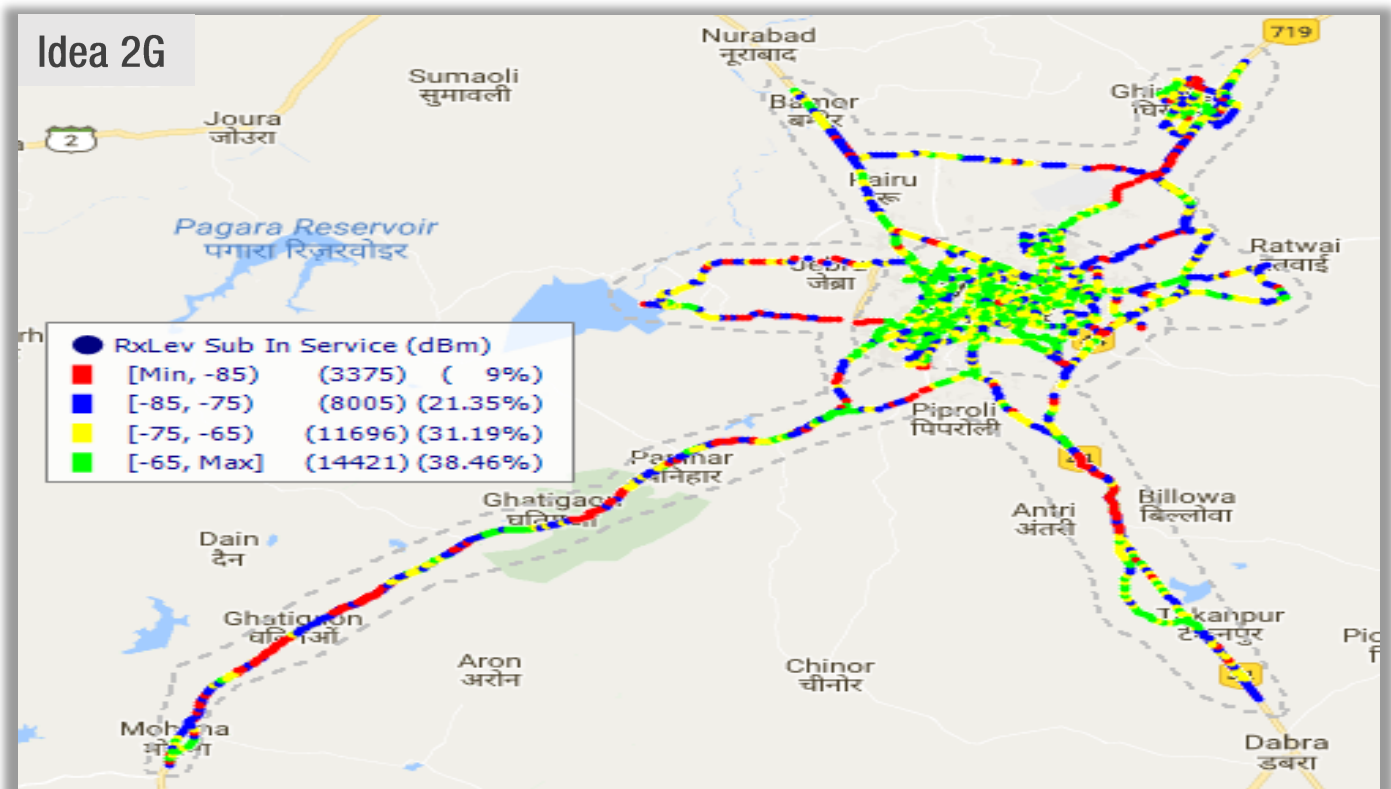 Idea 2G
719
Nurabad
नूराबाद
Sumaoli
सुमावली
Joura
जोउरा
2
Pagara Reservoir
पगारा रिज़रवोइर
Ratwai
जेब्रा
RxLev Sub In Service (dBm)
[Min, -85) (3375) ( 9%)
[-85, -75) (8005) (21.35%)
[-75, -65) (11696) (31.19%)
[-65, Max] (14421) (38.46%)
Piproli
पिपरोली
Billowa
बिल्लोवा
Antri
अंतरी
Dain
दैन
Aron
अरोन
Chinor
चीनोर
Dabra
डबरा